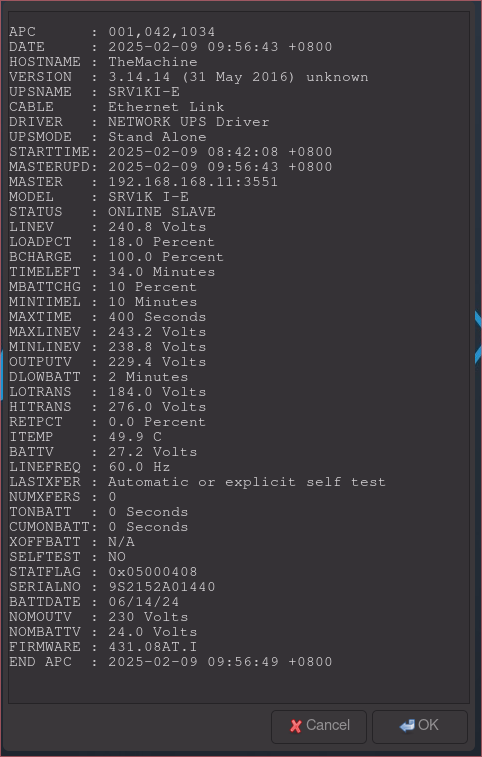 APC      : 001,042,1034
DATE     : 2025-02-09 09:56:43 +0800
HOSTNAME : TheMachine
VERSION  : 3.14.14 (31 May 2016) unknown
UPSNAME  : SRV1KI-E
CABLE    : Ethernet Link
DRIVER   : NETWORK UPS Driver
UPSMODE  : Stand Alone
STARTTIME: 2025-02-09 08:42:08 +0800
MASTERUPD: 2025-02-09 09:56:43 +0800
MASTER   : 192.168.168.11:3551
MODEL    : SRV1K I-E
STATUS   : ONLINE SLAVE
LINEV    : 240.8 Volts
LOADPCT  : 18.0 Percent
BCHARGE  : 100.0 Percent
TIMELEFT : 34.0 Minutes
MBATTCHG : 10 Percent
MINTIMEL : 10 Minutes
MAXTIME  : 400 Seconds
MAXLINEV : 243.2 Volts
MINLINEV : 238.8 Volts
OUTPUTV  : 229.4 Volts
DLOWBATT : 2 Minutes
LOTRANS  : 184.0 Volts
HITRANS  : 276.0 Volts
RETPCT   : 0.0 Percent
ITEMP    : 49.9 C
BATTV    : 27.2 Volts
LINEFREQ : 60.0 Hz
LASTXFER : Automatic or explicit self test
NUMXFERS : 0
TONBATT  : 0 Seconds
CUMONBATT: 0 Seconds
XOFFBATT : N/A
SELFTEST : NO
STATFLAG : 0x05000408
SERIALNO : 9S2152A01440
BATTDATE : 06/14/24
NOMOUTV  : 230 Volts
NOMBATTV : 24.0 Volts
FIRMWARE : 431.08AT.I
END APC  : 2025-02-09 09:56:49 +0800
Cancel OK